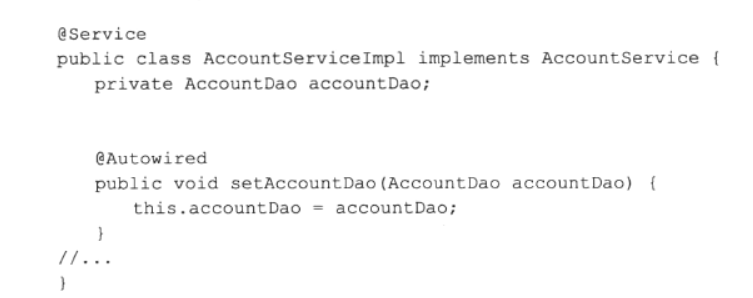 @Service
public class AccountServiceImpl implements AccountService {
    private AccountDao accountDao;

    @Autowired
    public void setAccountDao(AccountDao accountDao) {
        this.accountDao = accountDao;
    }
//...
}